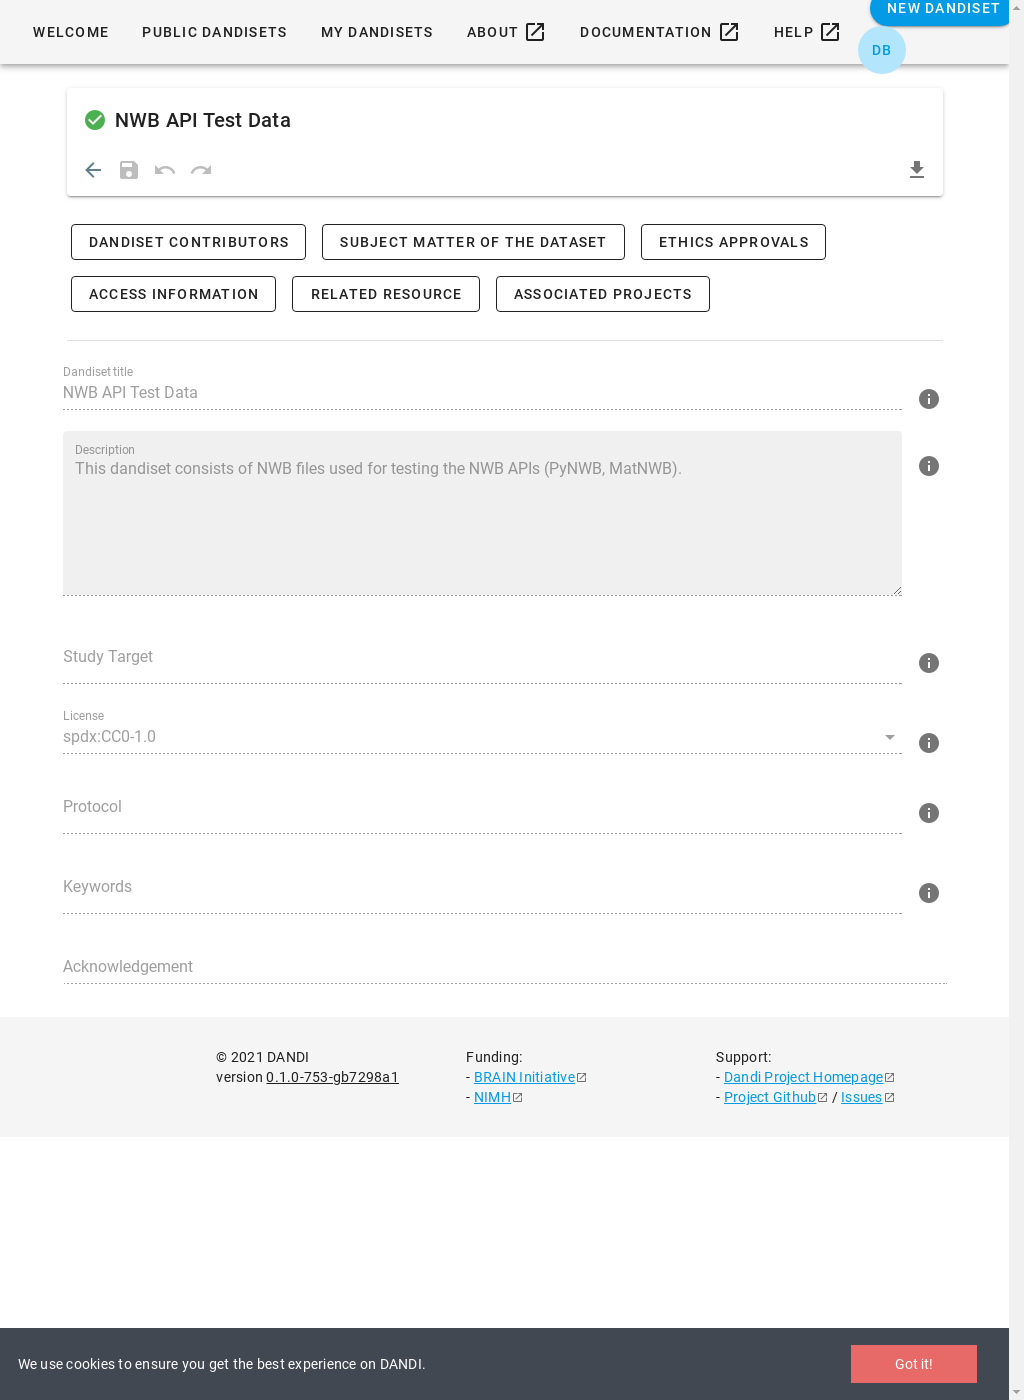 NEW DANDISET
WELCOME PUBLIC DANDISETS MY DANDISETS ABOUT DOCUMENTATION HELP
DB
NWB API Test Data
DANDISET CONTRIBUTORS SUBJECT MATTER OF THE DATASET ETHICS APPROVALS
ACCESS INFORMATION RELATED RESOURCE ASSOCIATED PROJECTS
Dandiset title
NWB API Test Data
Description
This dandiset consists of NWB files used for testing the NWB APIs (PyNWB, MatNWB).
Study Target
License
spdx:CC0-1.0
Protocol
Keywords
Acknowledgement
© 2021 DANDI
version 0.1.0-753-gb7298a1
Funding:
- BRAIN Initiative
- NIMH
Support:
- Dandi Project Homepage
- Project Github / Issues
We use cookies to ensure you get the best experience on DANDI.
Got it!